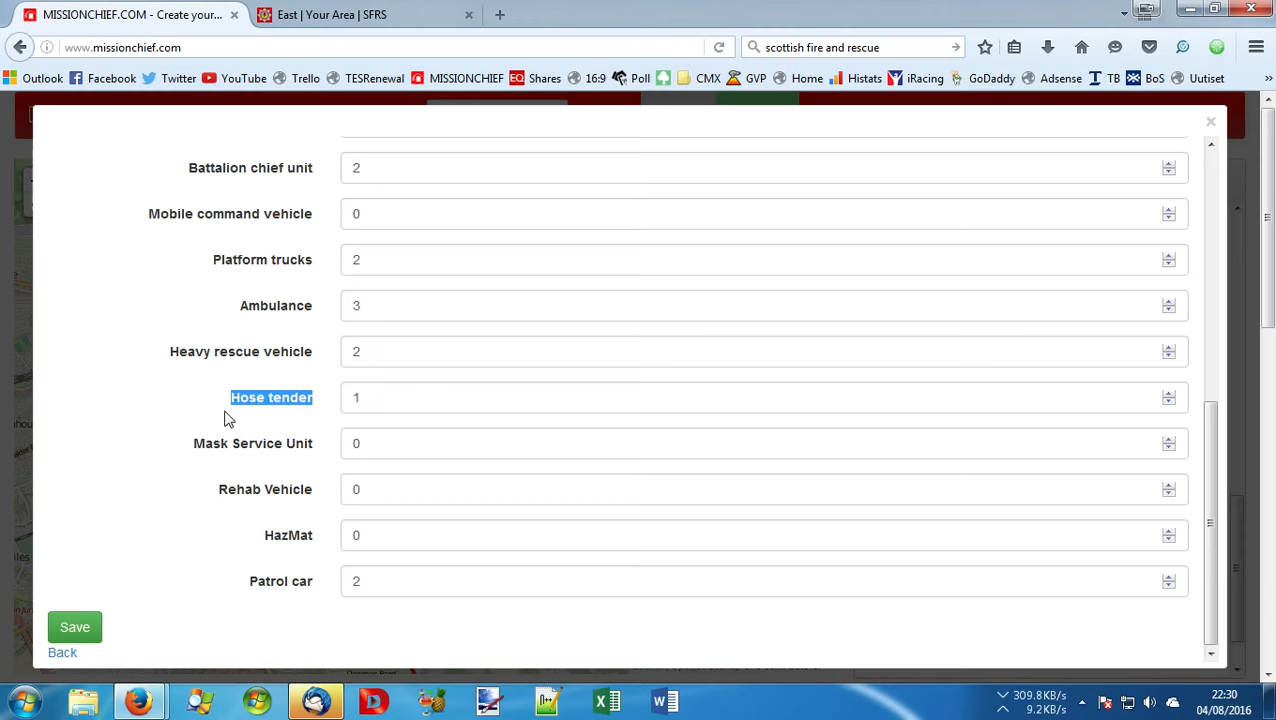 MISSIONCHIEF.COM - Create your...
East | Your Area | SFRS
www.missionchief.com
scottish fire and rescue
Outlook Facebook Twitter YouTube Trello TESRenewal MISSIONCHIEF EQ Shares 16:9 Poll CMX GVP Home Histats iRacing GoDaddy Adsense TB BoS Uutiset »
Battalion chief unit 2
Mobile command vehicle 0
Platform trucks 2
Ambulance 3
Heavy rescue vehicle 2
Hose tender 1
Mask Service Unit 0
Rehab Vehicle 0
HazMat 0
Patrol car 2
Save
Back
309.8KB/s
9.2KB/s
22:30
04/08/2016